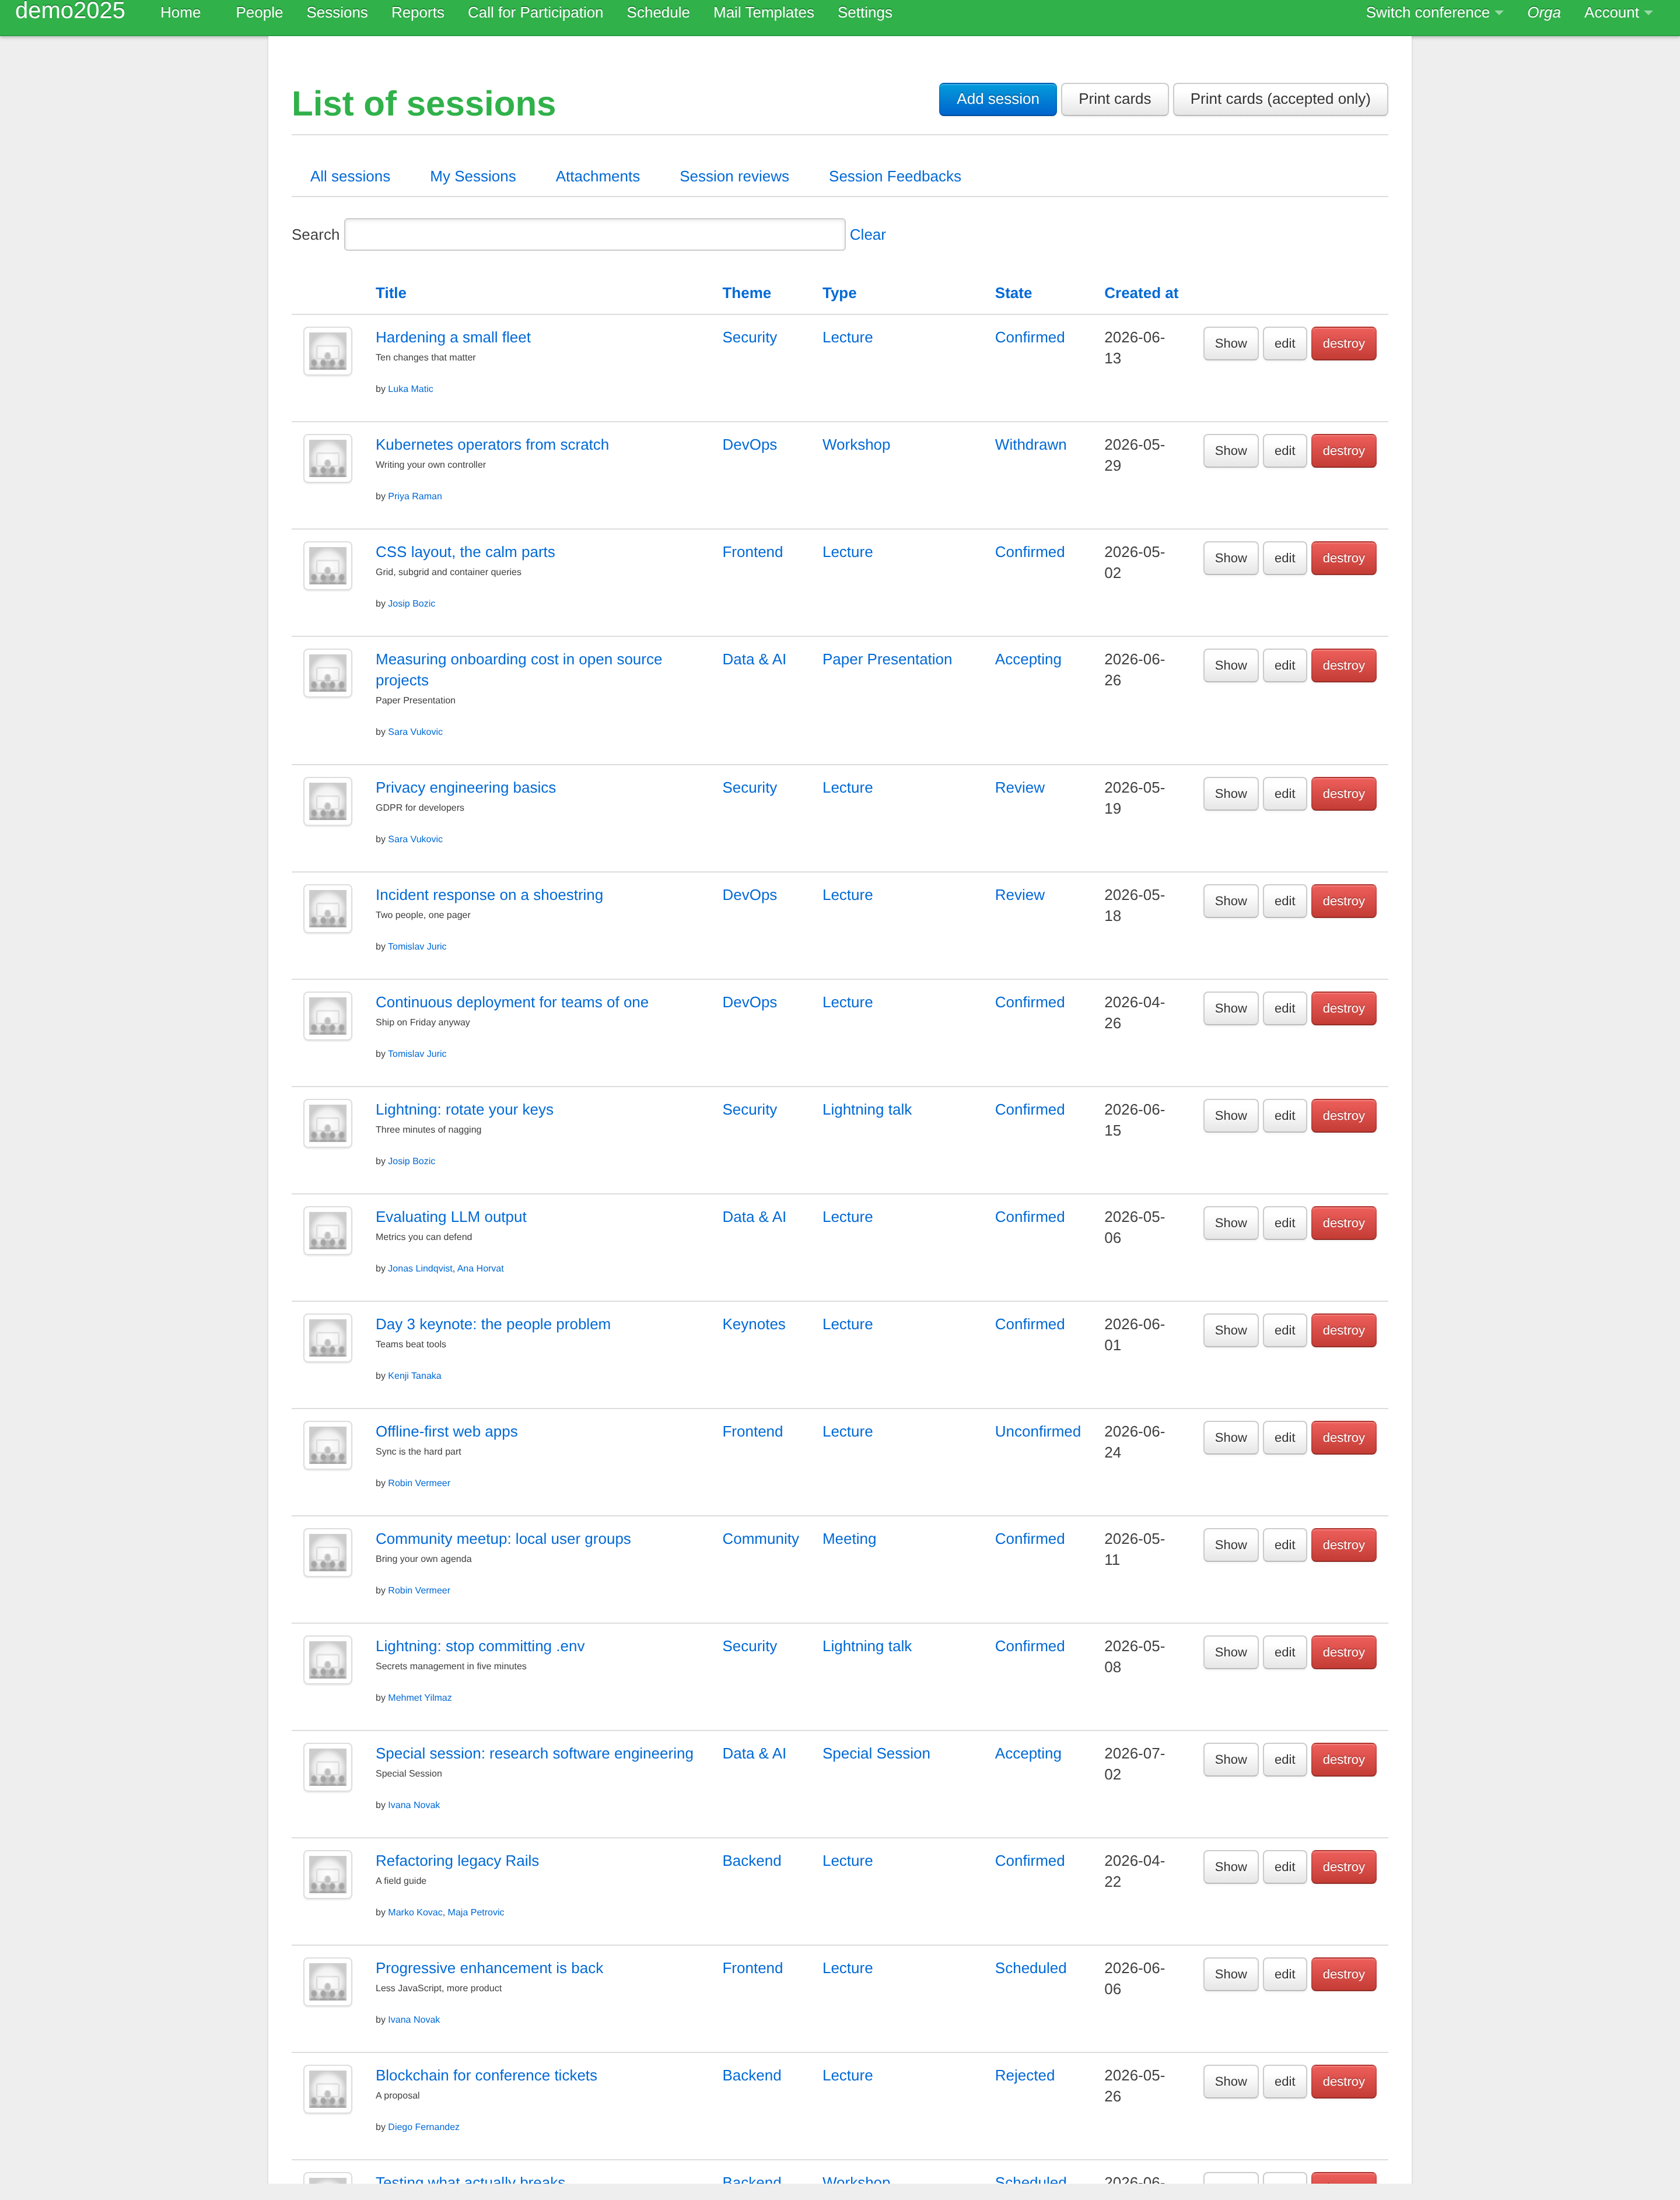 demo2025 Home People Sessions Reports Call for Participation Schedule Mail Templates Settings Switch conference Orga Account
List of sessions Add session Print cards Print cards (accepted only)
All sessions My Sessions Attachments Session reviews Session Feedbacks
Search Clear
Title Theme Type State Created at
Hardening a small fleet Security Lecture Confirmed 2026-06- Show edit destroy
Ten changes that matter 13
by Luka Matic
Kubernetes operators from scratch DevOps Workshop Withdrawn 2026-05- Show edit destroy
Writing your own controller 29
by Priya Raman
CSS layout, the calm parts Frontend Lecture Confirmed 2026-05- Show edit destroy
Grid, subgrid and container queries 02
by Josip Bozic
Measuring onboarding cost in open source Data & AI Paper Presentation Accepting 2026-06- Show edit destroy
projects 26
Paper Presentation
by Sara Vukovic
Privacy engineering basics Security Lecture Review 2026-05- Show edit destroy
GDPR for developers 19
by Sara Vukovic
Incident response on a shoestring DevOps Lecture Review 2026-05- Show edit destroy
Two people, one pager 18
by Tomislav Juric
Continuous deployment for teams of one DevOps Lecture Confirmed 2026-04- Show edit destroy
Ship on Friday anyway 26
by Tomislav Juric
Lightning: rotate your keys Security Lightning talk Confirmed 2026-06- Show edit destroy
Three minutes of nagging 15
by Josip Bozic
Evaluating LLM output Data & AI Lecture Confirmed 2026-05- Show edit destroy
Metrics you can defend 06
by Jonas Lindqvist, Ana Horvat
Day 3 keynote: the people problem Keynotes Lecture Confirmed 2026-06- Show edit destroy
Teams beat tools 01
by Kenji Tanaka
Offline-first web apps Frontend Lecture Unconfirmed 2026-06- Show edit destroy
Sync is the hard part 24
by Robin Vermeer
Community meetup: local user groups Community Meeting Confirmed 2026-05- Show edit destroy
Bring your own agenda 11
by Robin Vermeer
Lightning: stop committing .env Security Lightning talk Confirmed 2026-05- Show edit destroy
Secrets management in five minutes 08
by Mehmet Yilmaz
Special session: research software engineering Data & AI Special Session Accepting 2026-07- Show edit destroy
Special Session 02
by Ivana Novak
Refactoring legacy Rails Backend Lecture Confirmed 2026-04- Show edit destroy
A field guide 22
by Marko Kovac, Maja Petrovic
Progressive enhancement is back Frontend Lecture Scheduled 2026-06- Show edit destroy
Less JavaScript, more product 06
by Ivana Novak
Blockchain for conference tickets Backend Lecture Rejected 2026-05- Show edit destroy
A proposal 26
by Diego Fernandez
Testing what actually breaks Backend Workshop Scheduled 2026-06-